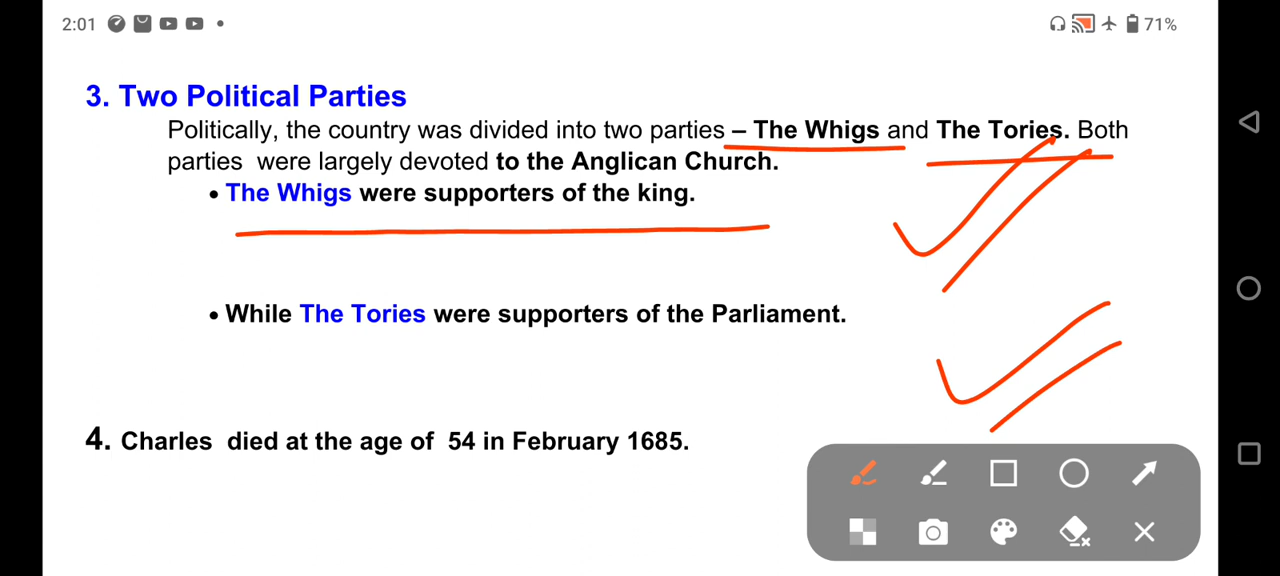 2:01
71%
3. Two Political Parties
Politically, the country was divided into two parties – The Whigs and The Tories. Both
parties were largely devoted to the Anglican Church.
• The Whigs were supporters of the king.
• While The Tories were supporters of the Parliament.
4. Charles died at the age of 54 in February 1685.